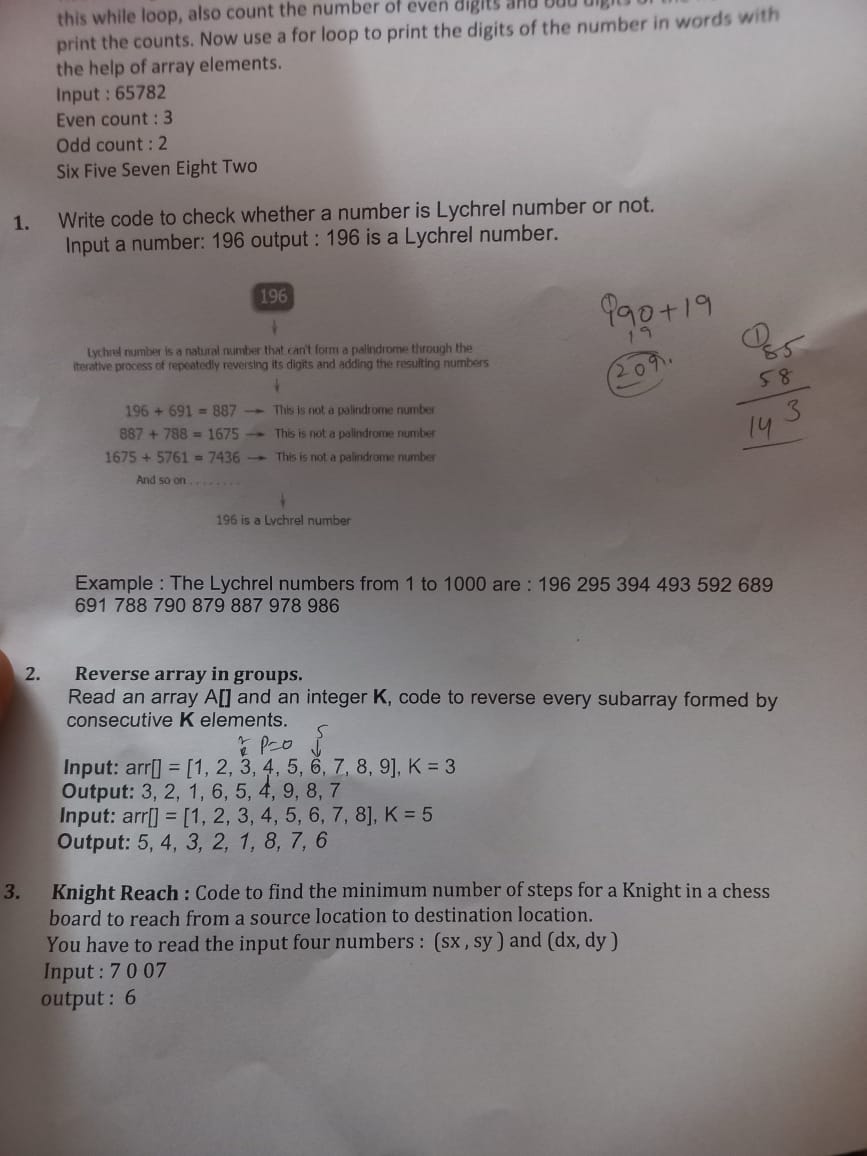 this while loop, also count the number of even digits and odd
print the counts. Now use a for loop to print the digits of the number in words with
the help of array elements.
Input : 65782
Even count : 3
Odd count : 2
Six Five Seven Eight Two
1. Write code to check whether a number is Lychrel number or not.
Input a number: 196 output : 196 is a Lychrel number.
196
Lychrel number is a natural number that can't form a palindrome through the
iterative process of repeatedly reversing its digits and adding the resulting numbers
196 + 691 = 887 → This is not a palindrome number
887 + 788 = 1675 → This is not a palindrome number
1675 + 5761 = 7436 → This is not a palindrome number
And so on . . . . . . . .
196 is a Lychrel number
190+19
19
209
1
85
58
143
Example : The Lychrel numbers from 1 to 1000 are : 196 295 394 493 592 689
691 788 790 879 887 978 986
2. Reverse array in groups.
Read an array A[] and an integer K, code to reverse every subarray formed by
consecutive K elements.
P=0 5
Input: arr[] = [1, 2, 3, 4, 5, 6, 7, 8, 9], K = 3
Output: 3, 2, 1, 6, 5, 4, 9, 8, 7
Input: arr[] = [1, 2, 3, 4, 5, 6, 7, 8], K = 5
Output: 5, 4, 3, 2, 1, 8, 7, 6
3. Knight Reach : Code to find the minimum number of steps for a Knight in a chess
board to reach from a source location to destination location.
You have to read the input four numbers : (sx , sy ) and (dx, dy )
Input : 7 0 07
output : 6